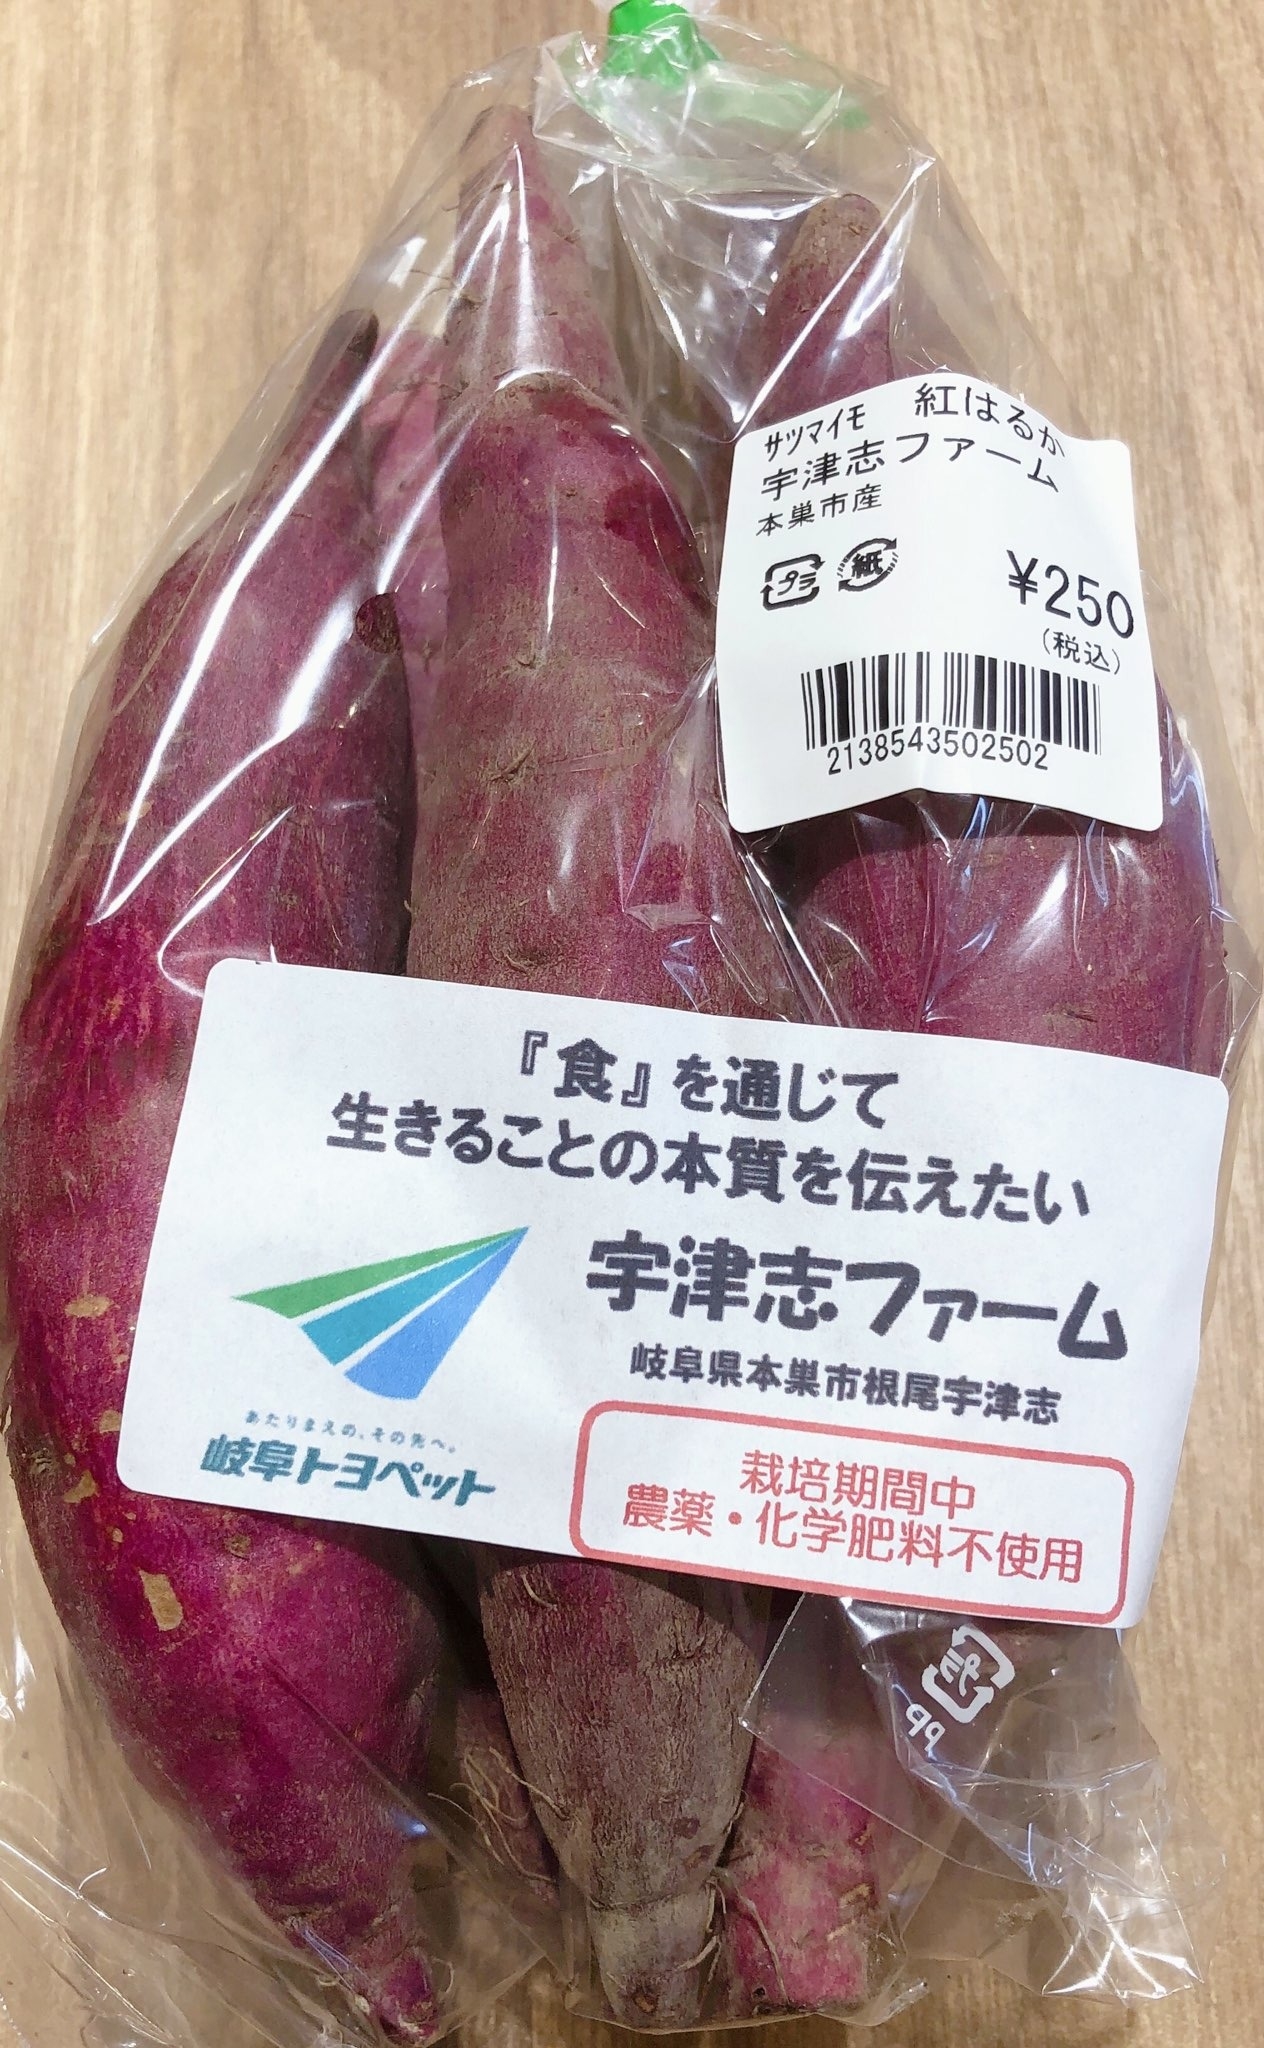 サツマイモ 紅はるか
宇津志ファーム
本巣市産
プラ 紙
¥250
(税込)
2138543502502
『食』を通じて
生きることの本質を伝えたい
宇津志ファーム
岐阜県本巣市根尾宇津志
あたりまえの、その先へ。
岐阜トヨペット
栽培期間中
農薬・化学肥料不使用
プラ
PP